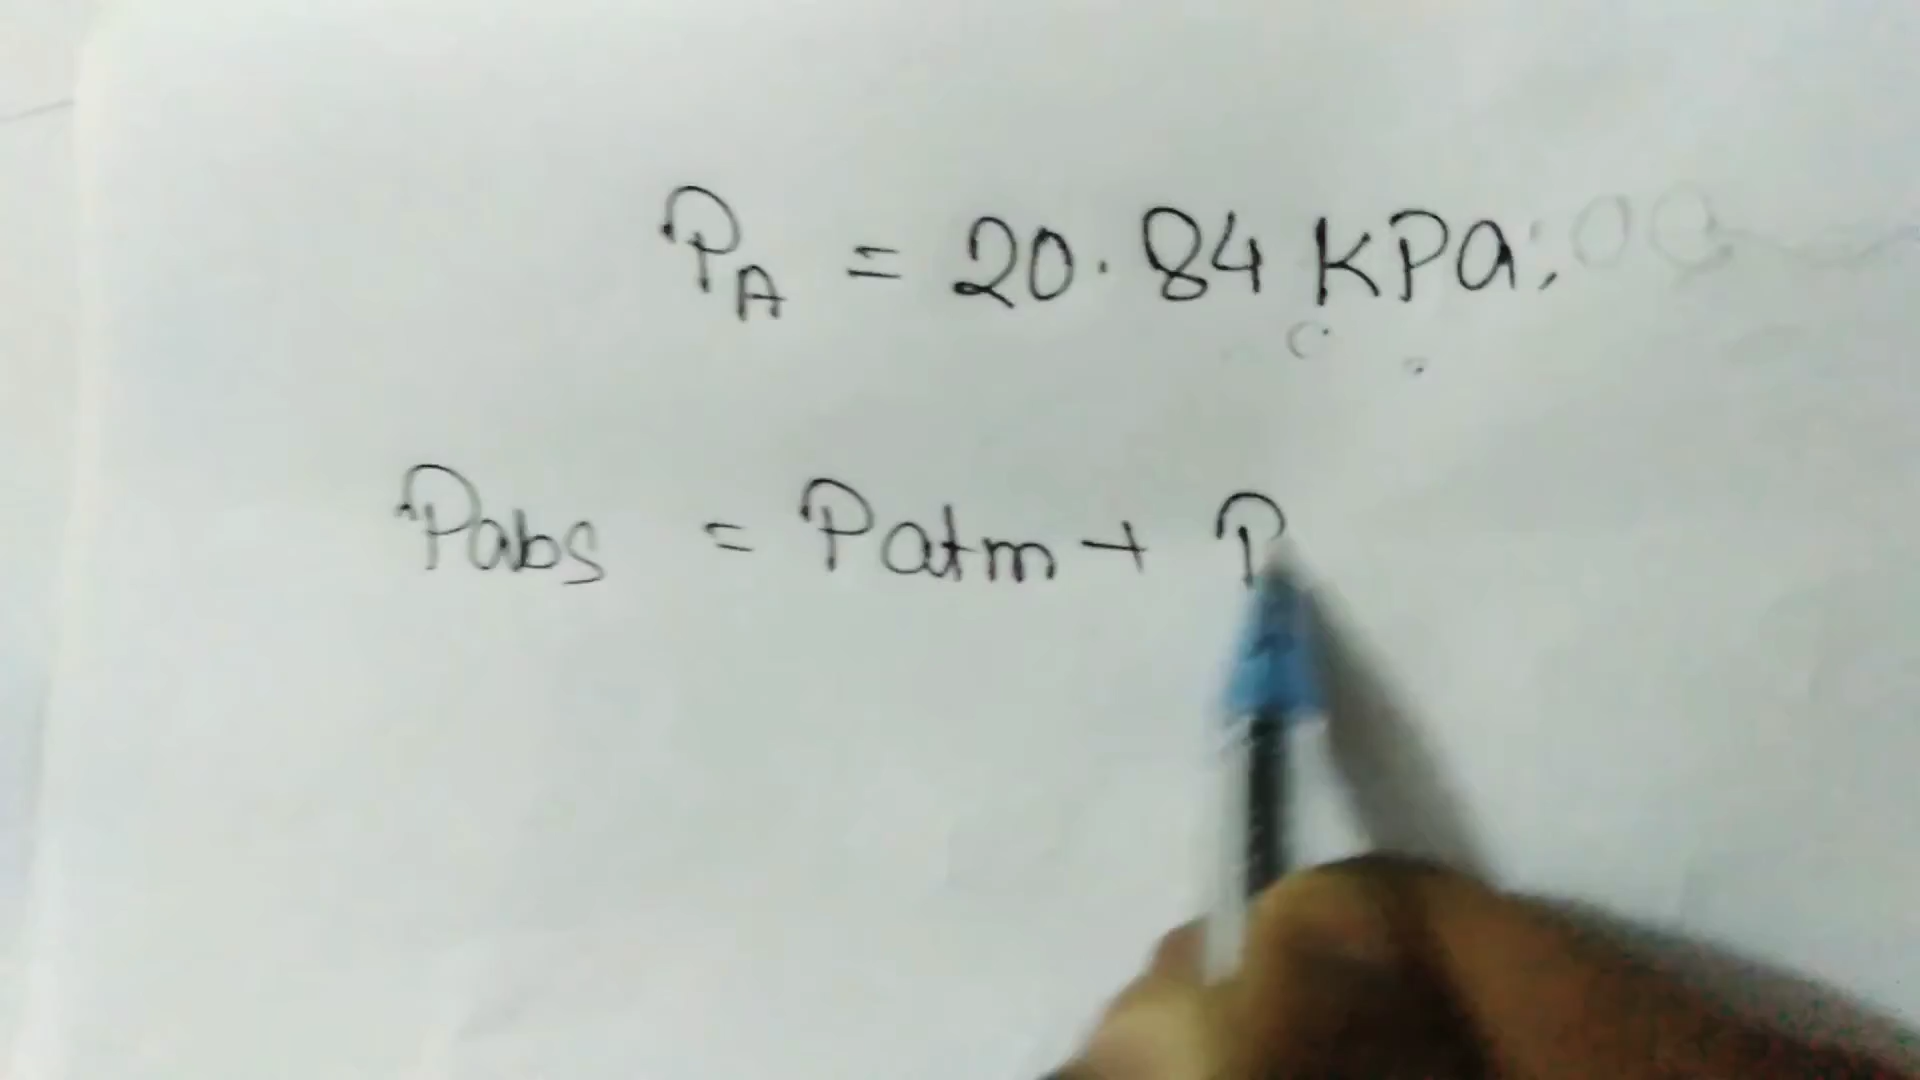 PA = 20.84 KPa.
Pabs = Patm + P